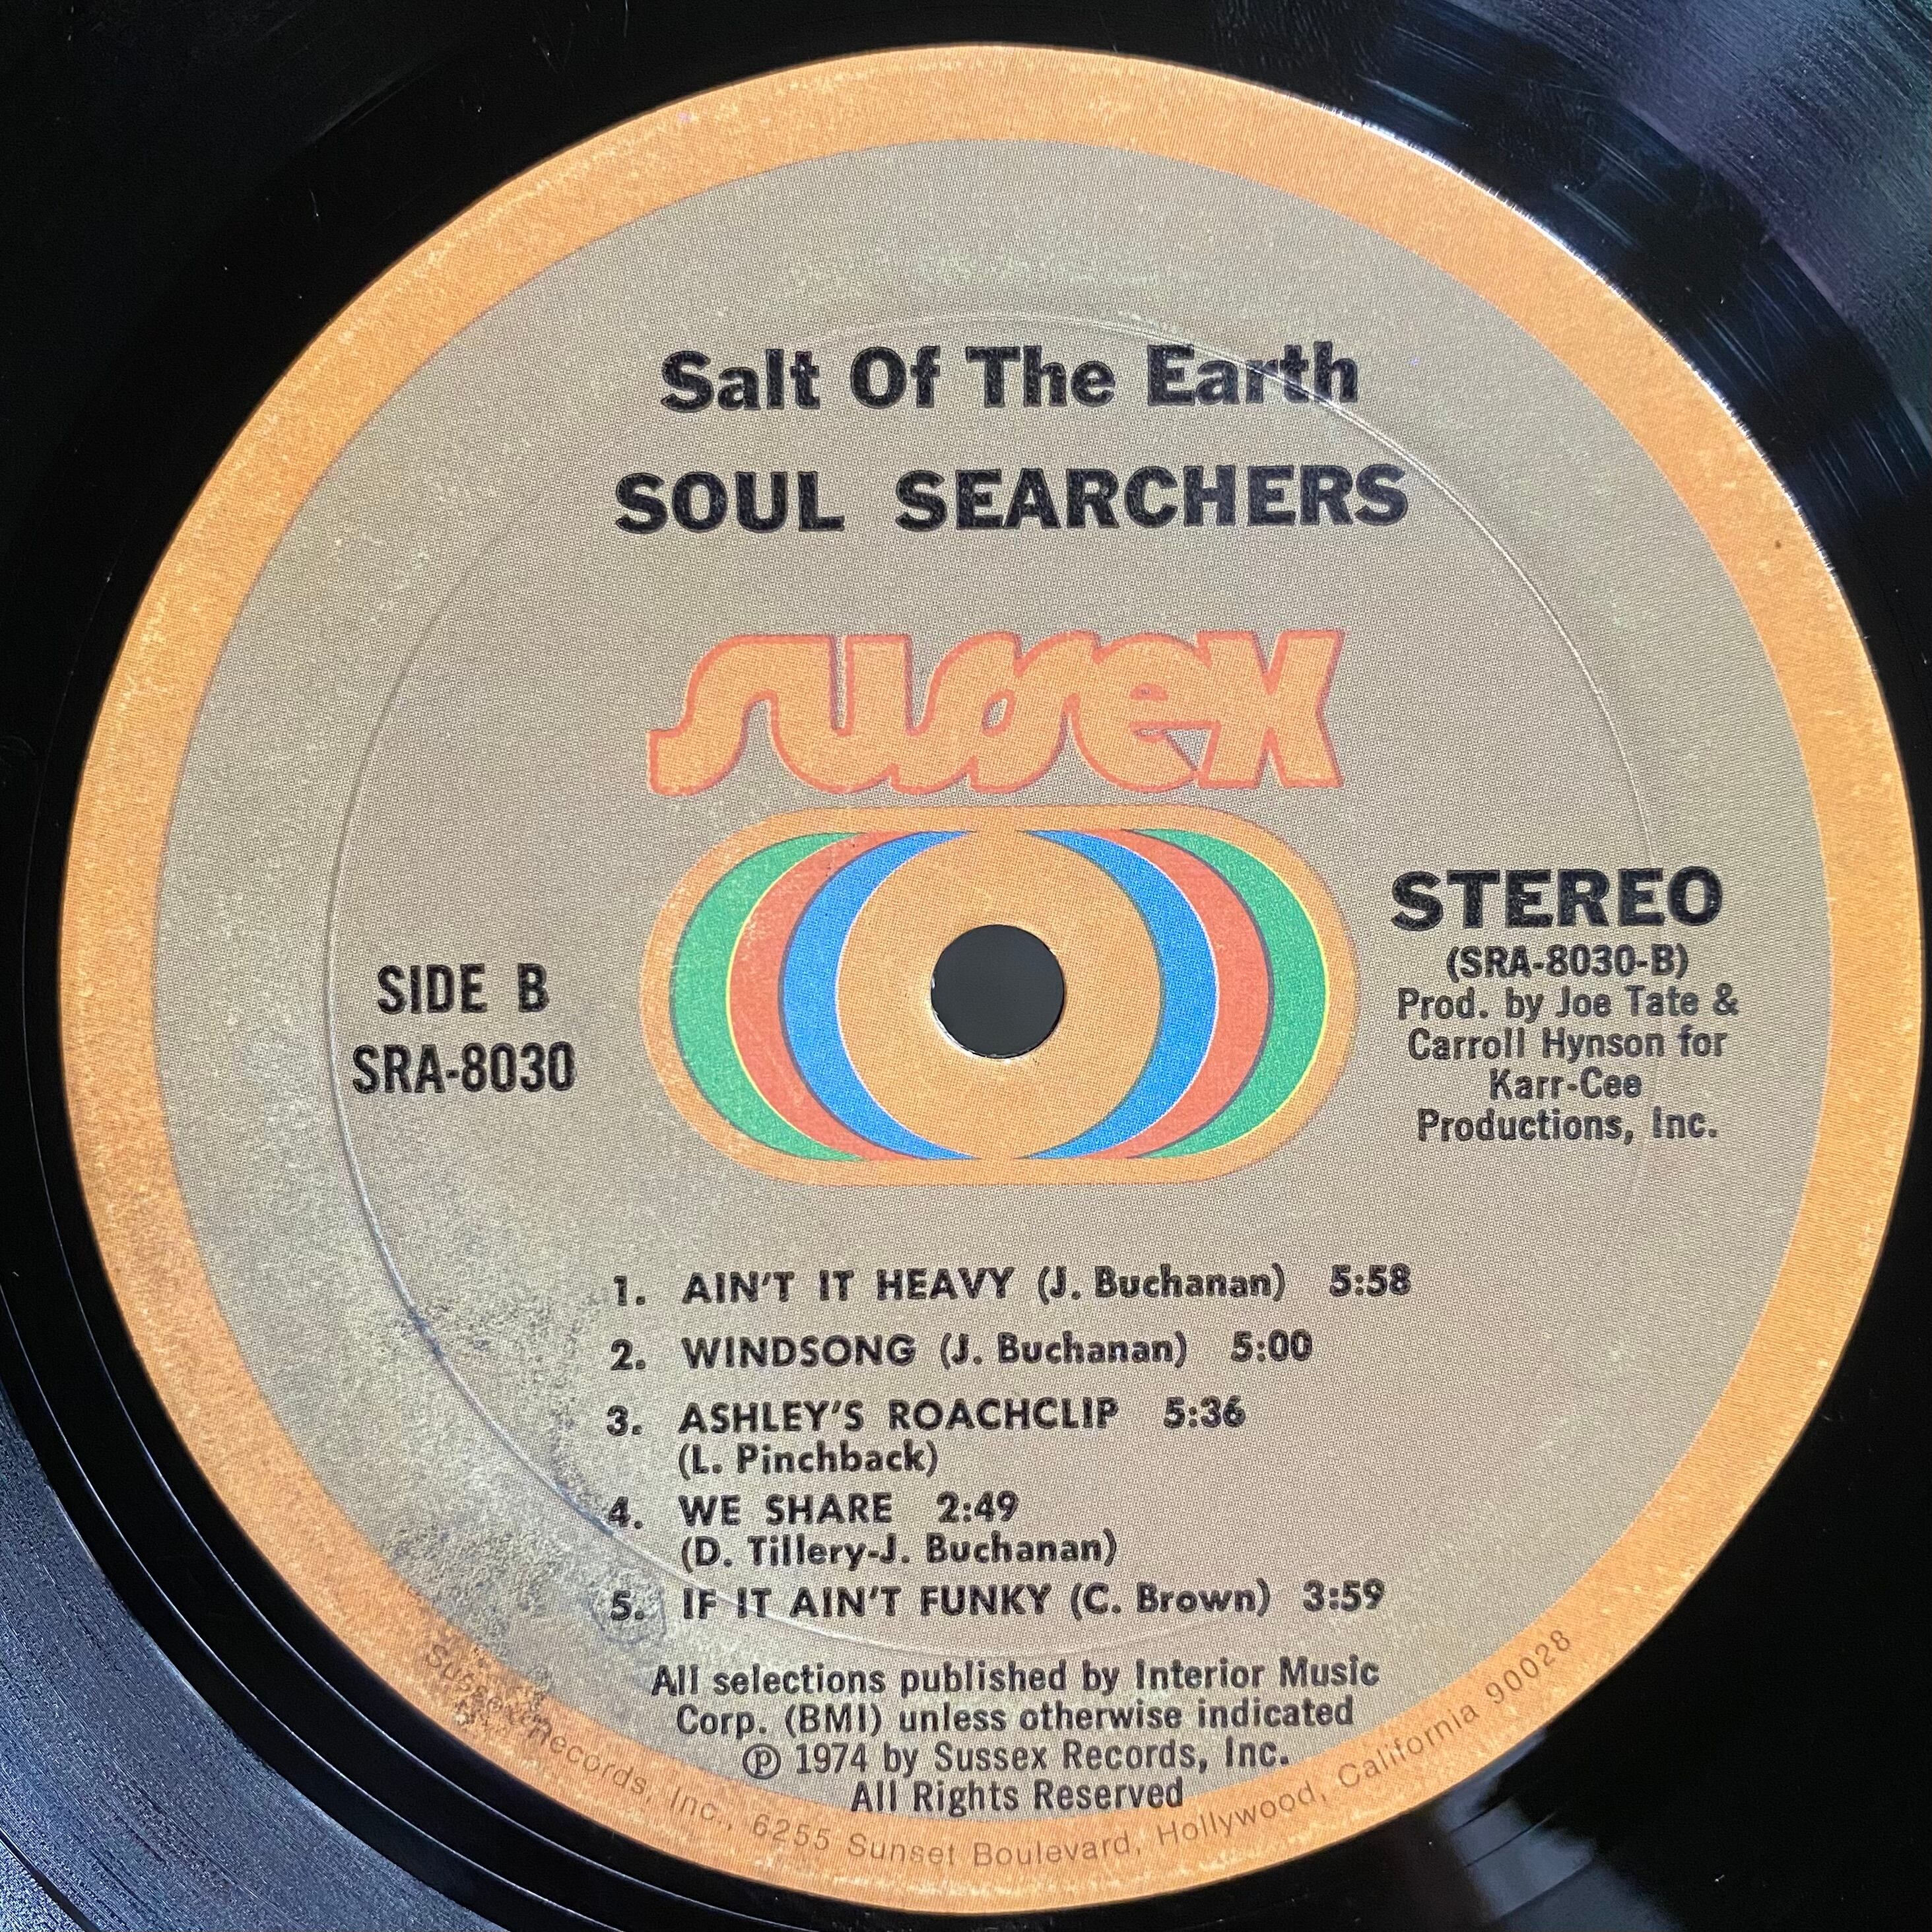 Salt Of The Earth
SOUL SEARCHERS
sussex
SIDE B
SRA-8030
STEREO
(SRA-8030-B)
Prod. by Joe Tate &
Carroll Hynson for
Karr-Cee
Productions, Inc.
1. AIN'T IT HEAVY (J. Buchanan) 5:58
2. WINDSONG (J. Buchanan) 5:00
3. ASHLEY'S ROACHCLIP 5:36
(L. Pinchback)
4. WE SHARE 2:49
(D. Tillery-J. Buchanan)
5. IF IT AIN'T FUNKY (C. Brown) 3:59
All selections published by Interior Music
Corp. (BMI) unless otherwise indicated
℗ 1974 by Sussex Records, Inc.
All Rights Reserved
Sussex Records, Inc., 6255 Sunset Boulevard, Hollywood, California 90028